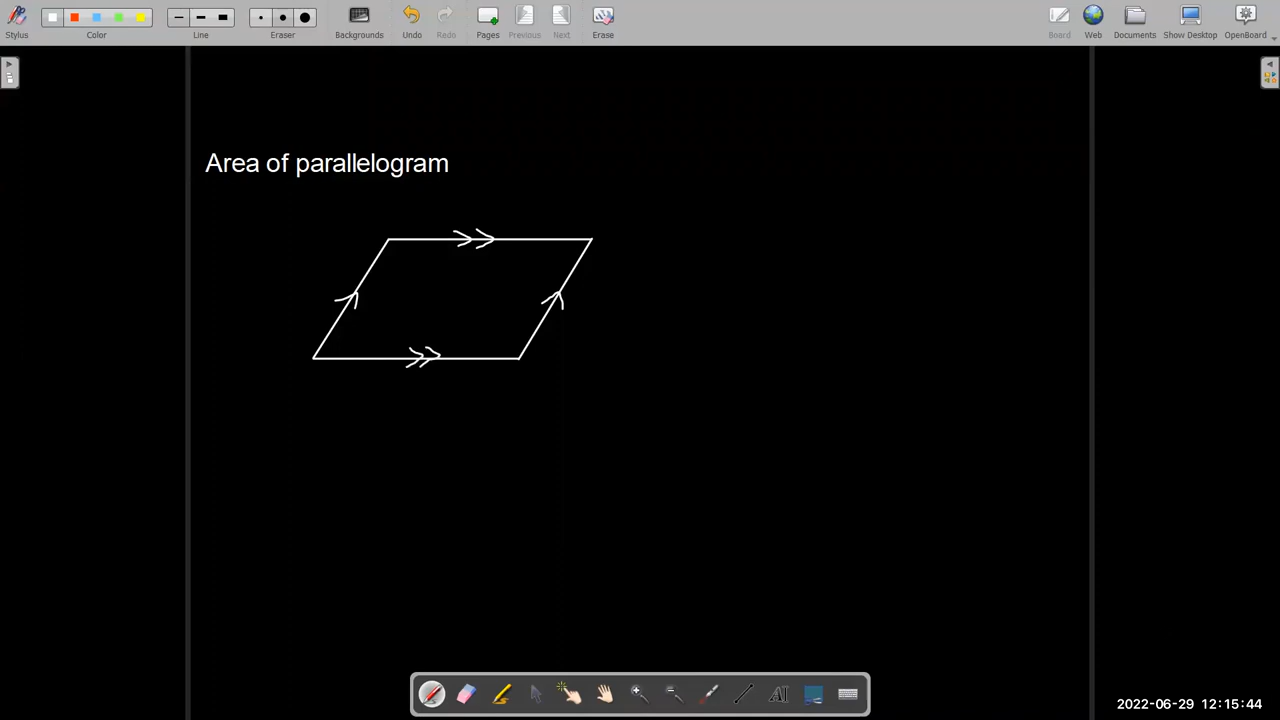 Stylus Color Line Eraser Backgrounds Undo Redo Pages Previous Next Erase Board Web Documents Show Desktop OpenBoard
Area of parallelogram
2022-06-29 12:15:44